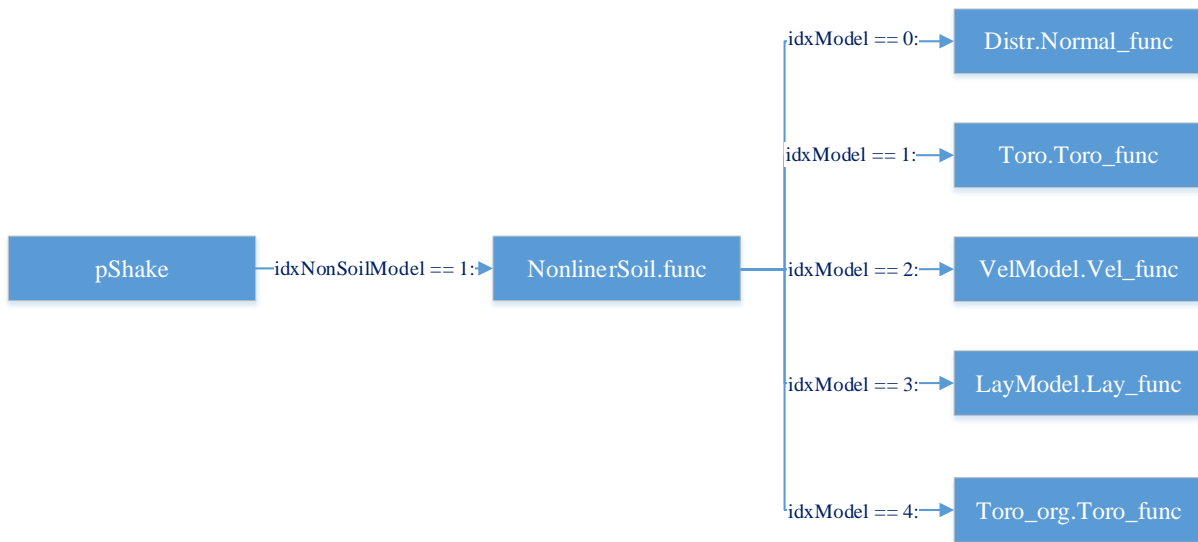 idxModel == 0:
Distr.Normal_func
idxModel == 1:
Toro.Toro_func
pShake
idxNonSoilModel == 1:
NonlinerSoil.func
idxModel == 2:
VelModel.Vel_func
idxModel == 3:
LayModel.Lay_func
idxModel == 4:
Toro_org.Toro_func